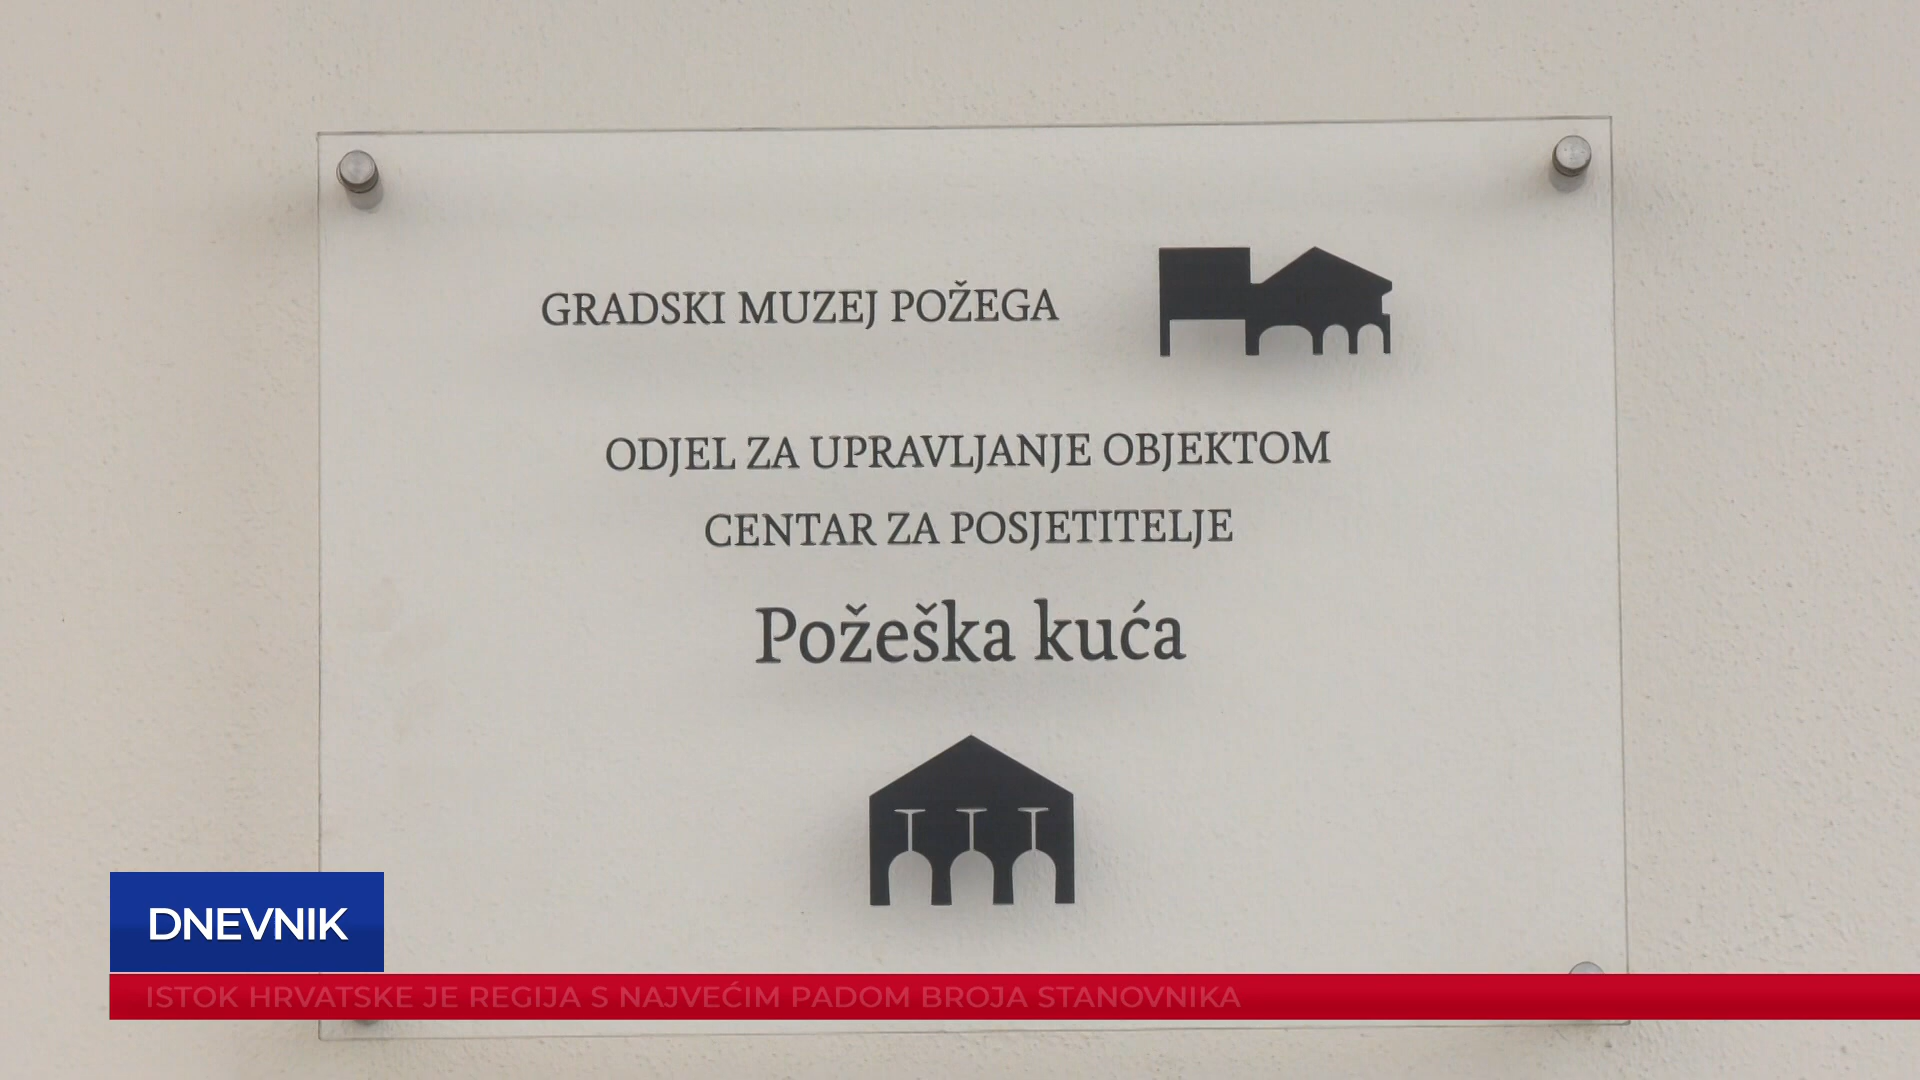 GRADSKI MUZEJ POŽEGA
ODJEL ZA UPRAVLJANJE OBJEKTOM
CENTAR ZA POSJETITELJE
Požeška kuća
DNEVNIK
ISTOK HRVATSKE JE REGIJA S NAJVEĆIM PADOM BROJA STANOVNIKA